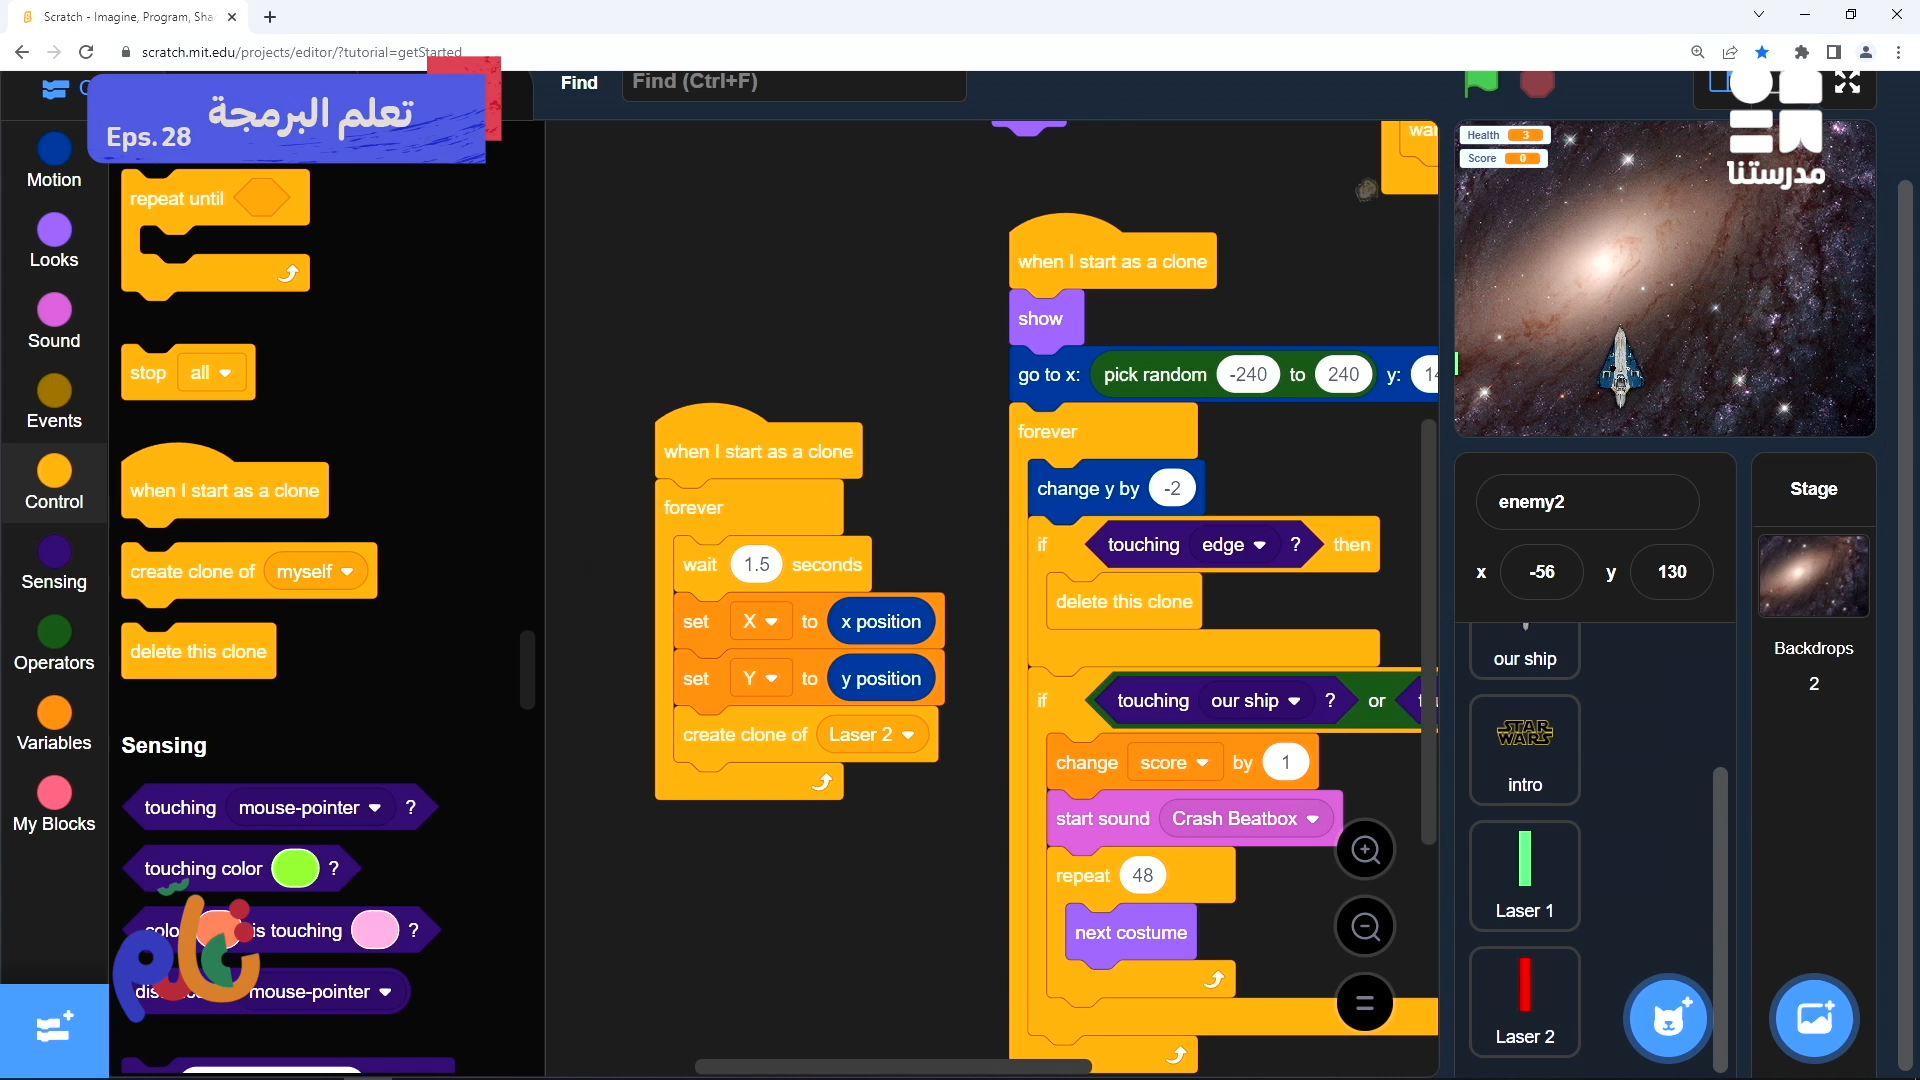 Scratch - Imagine, Program, Sha
scratch.mit.edu/projects/editor/?tutorial=getStarted
تعلم البرمجة
Eps. 28
Find
Find (Ctrl+F)
مدرستنا
Motion
Looks
Sound
Events
Control
Sensing
Operators
Variables
My Blocks
repeat until
stop all
when I start as a clone
create clone of myself
delete this clone
Sensing
touching mouse-pointer ?
touching color ?
is touching ?
mouse-pointer
when I start as a clone
forever
wait 1.5 seconds
set X to x position
set Y to y position
create clone of Laser 2
when I start as a clone
show
go to x: pick random -240 to 240 y:
forever
change y by -2
if touching edge ? then
delete this clone
if touching our ship ? or
change score by 1
start sound Crash Beatbox
repeat 48
next costume
Health 3
Score 0
enemy2
x -56 y 130
our ship
STAR WARS
intro
Laser 1
Laser 2
Stage
Backdrops
2